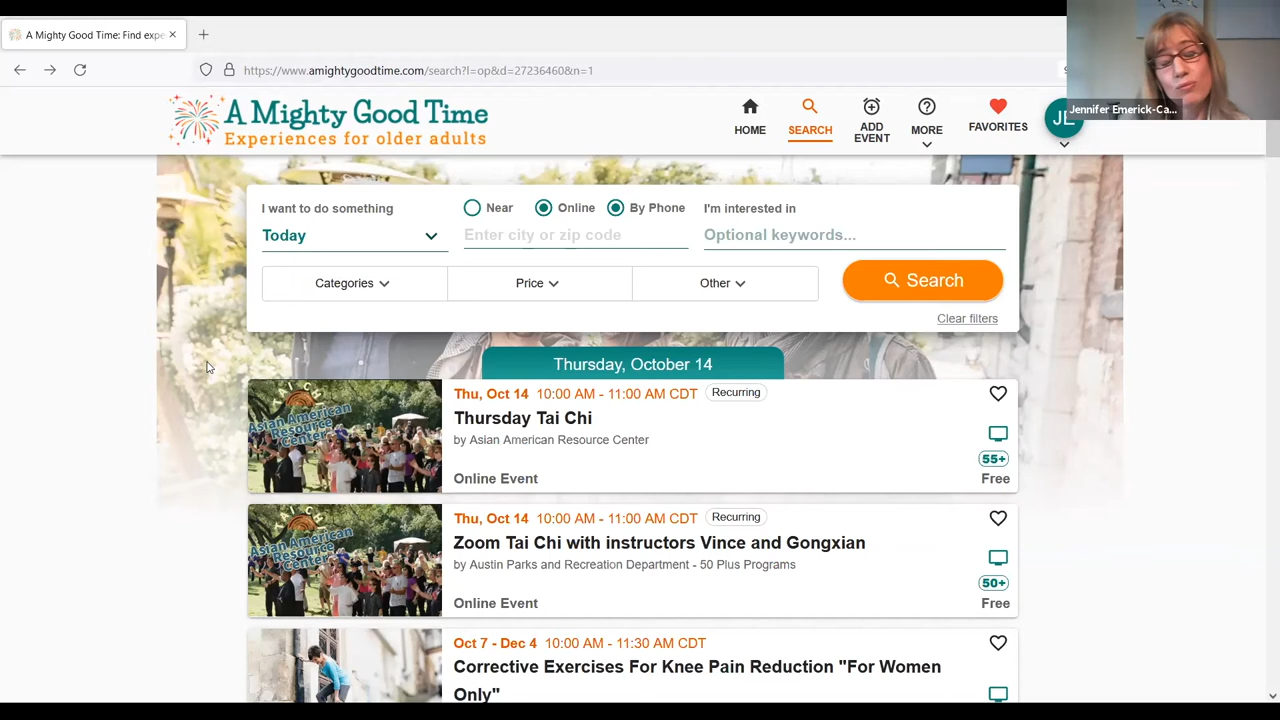 A Mighty Good Time: Find expe
https://www.amightygoodtime.com/search?l=op&d=27236460&n=1
Jennifer Emerick-Ca...
A Mighty Good Time
Experiences for older adults
HOME
SEARCH
ADD EVENT
MORE
FAVORITES
JE
I want to do something
Near
Online
By Phone
I'm interested in
Today
Enter city or zip code
Optional keywords...
Categories
Price
Other
Search
Clear filters
Thursday, October 14
TAI CHI
Asian American
Resource
Center
Thu, Oct 14 10:00 AM - 11:00 AM CDT Recurring
Thursday Tai Chi
by Asian American Resource Center
55+
Online Event
Free
TAI CHI
Asian American
Resource
Center
Thu, Oct 14 10:00 AM - 11:00 AM CDT Recurring
Zoom Tai Chi with instructors Vince and Gongxian
by Austin Parks and Recreation Department - 50 Plus Programs
50+
Online Event
Free
Oct 7 - Dec 4 10:00 AM - 11:30 AM CDT
Corrective Exercises For Knee Pain Reduction "For Women
Only"